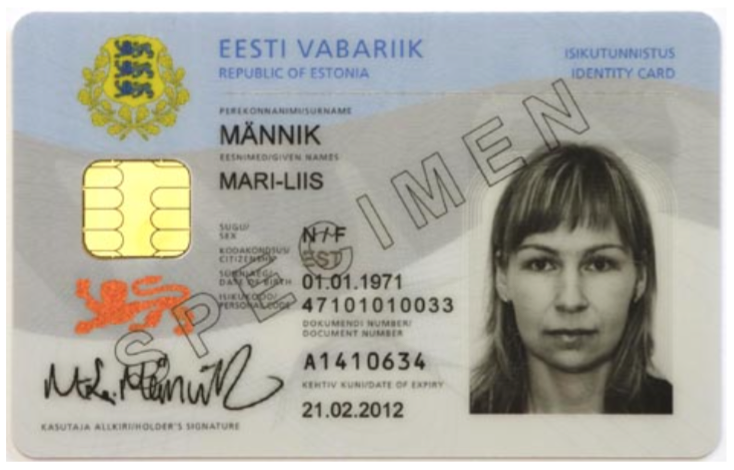 EESTI VABARIIK
REPUBLIC OF ESTONIA
ISIKUTUNNISTUS
IDENTITY CARD
PEREKONNANIMI/SURNAME
MÄNNIK
EESNIMED/GIVEN NAMES
MARI-LIIS
SUGU/
SEX
N/F
KODAKONDSUS/
CITIZENSHIP
EST
SÜNNIAEG/
DATE OF BIRTH
01.01.1971
ISIKUKOOD/
PERSONAL CODE
47101010033
DOKUMENDI NUMBER/
DOCUMENT NUMBER
A1410634
KEHTIV KUNI/DATE OF EXPIRY
21.02.2012
KASUTAJA ALLKIRI/HOLDER'S SIGNATURE
SPECIMEN